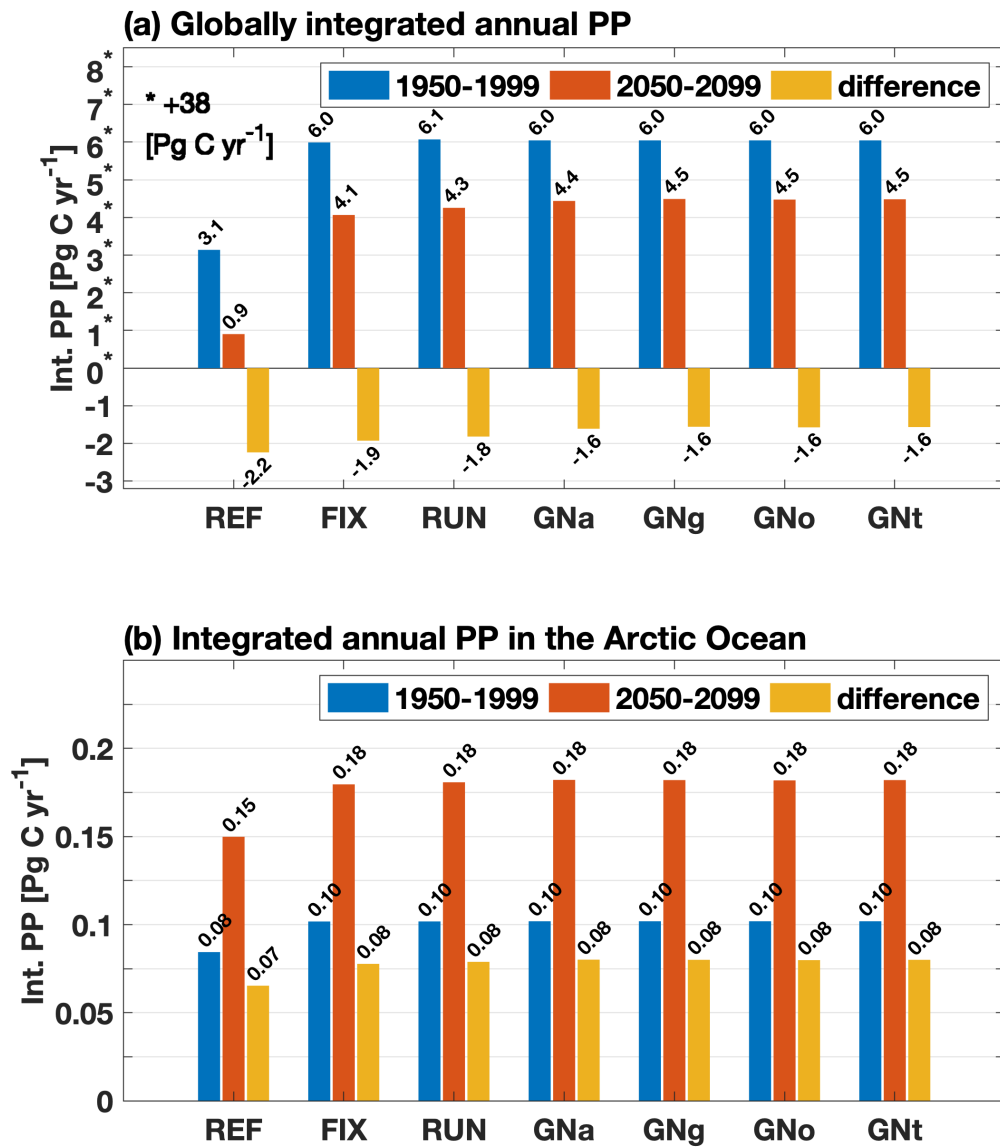 (a) Globally integrated annual PP
1950-1999 2050-2099 difference
* +38
[Pg C yr⁻¹]
Int. PP [Pg C yr⁻¹]
8*
7*
6*
5*
4*
3*
2*
1*
0*
-1
-2
-3
3.1 0.9 -2.2
6.0 4.1 -1.9
6.1 4.3 -1.8
6.0 4.4 -1.6
6.0 4.5 -1.6
6.0 4.5 -1.6
6.0 4.5 -1.6
REF FIX RUN GNa GNg GNo GNt
(b) Integrated annual PP in the Arctic Ocean
1950-1999 2050-2099 difference
Int. PP [Pg C yr⁻¹]
0.2
0.15
0.1
0.05
0
0.08 0.15 0.07
0.10 0.18 0.08
0.10 0.18 0.08
0.10 0.18 0.08
0.10 0.18 0.08
0.10 0.18 0.08
0.10 0.18 0.08
REF FIX RUN GNa GNg GNo GNt